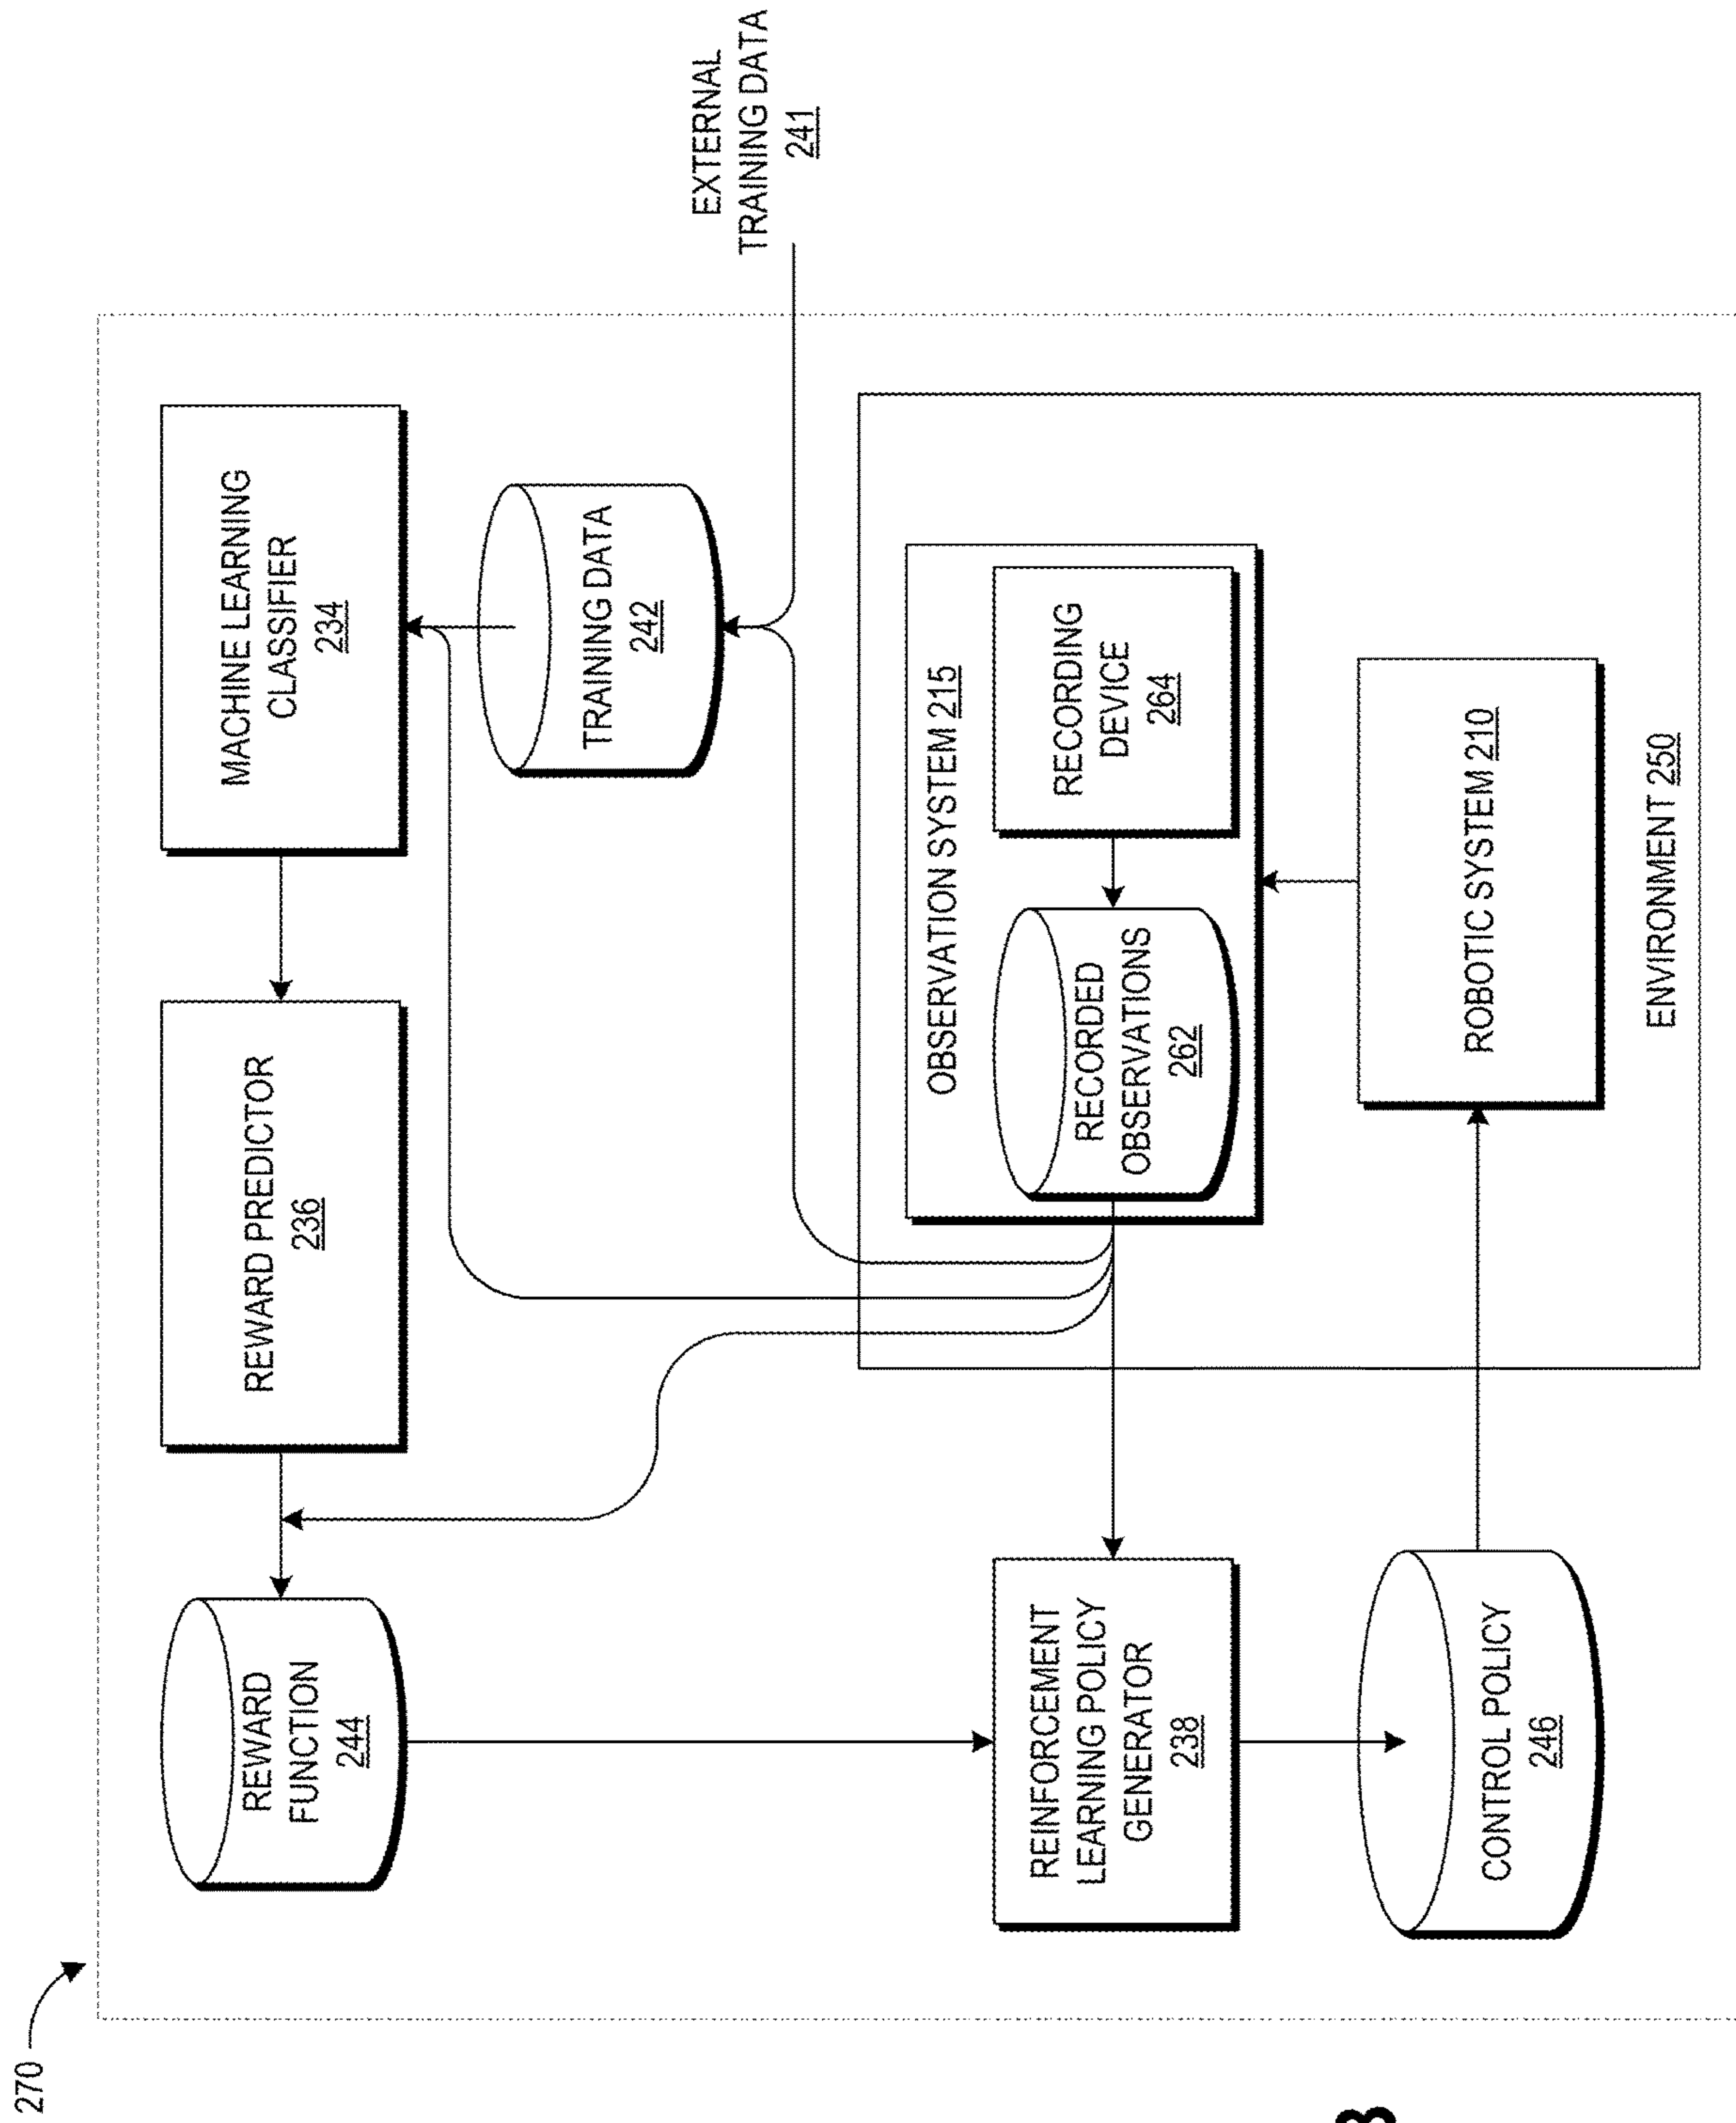 270
REWARD
FUNCTION
244
REWARD PREDICTOR
236
MACHINE LEARNING
CLASSIFIER
234
TRAINING DATA
242
EXTERNAL
TRAINING DATA
241
REINFORCEMENT
LEARNING POLICY
GENERATOR
238
OBSERVATION SYSTEM 215
RECORDED
OBSERVATIONS
262
RECORDING
DEVICE
264
CONTROL POLICY
246
ROBOTIC SYSTEM 210
ENVIRONMENT 250